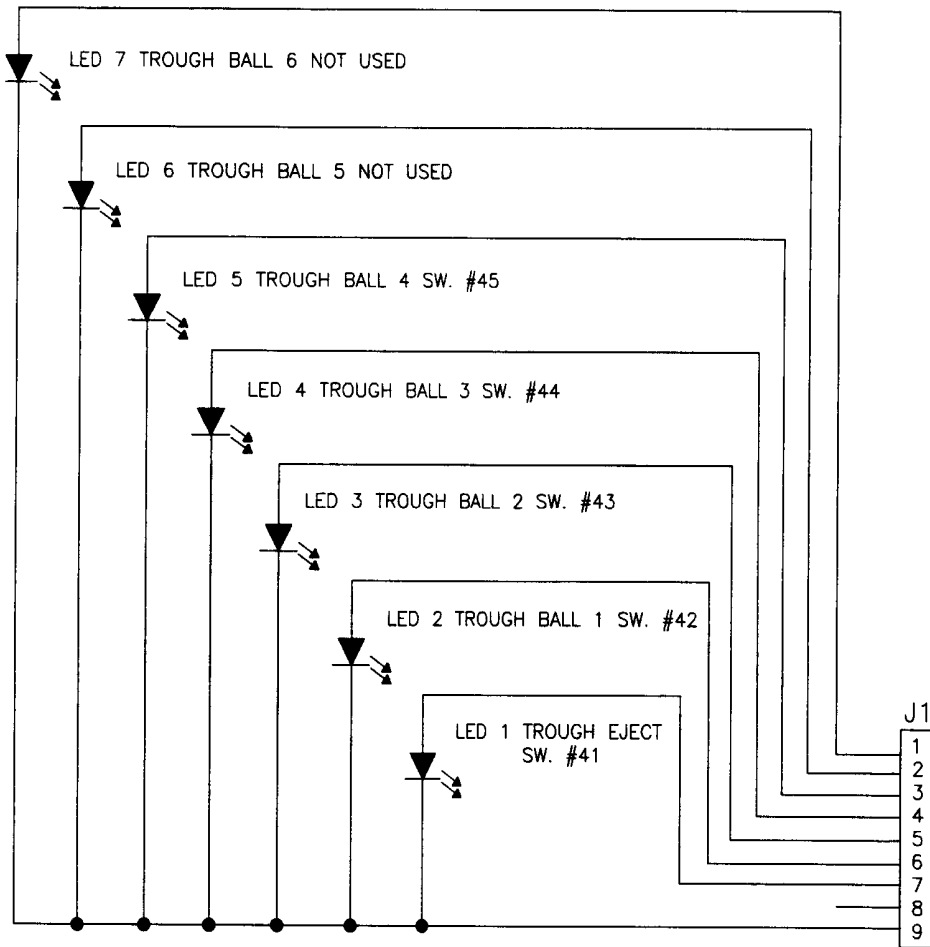 LED 7 TROUGH BALL 6 NOT USED
LED 6 TROUGH BALL 5 NOT USED
LED 5 TROUGH BALL 4 SW. #45
LED 4 TROUGH BALL 3 SW. #44
LED 3 TROUGH BALL 2 SW. #43
LED 2 TROUGH BALL 1 SW. #42
LED 1 TROUGH EJECT
SW. #41
J1
1
2
3
4
5
6
7
8
9